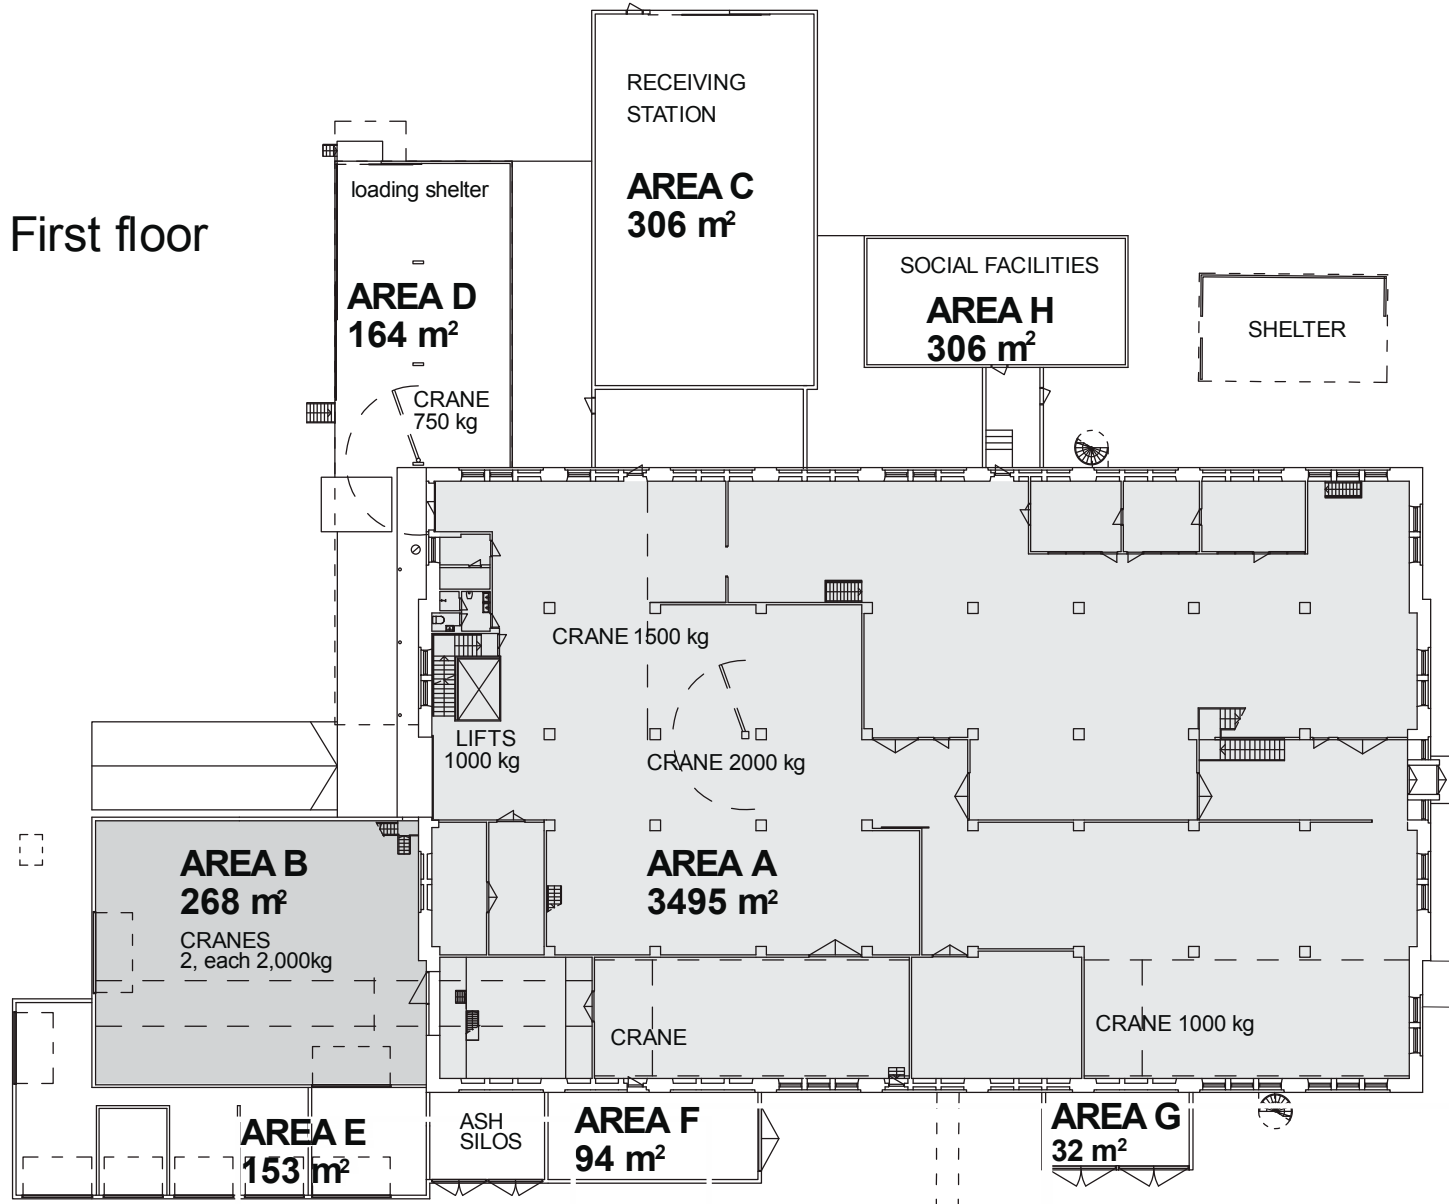 RECEIVING
STATION
AREA C
306 m²
loading shelter
First floor
AREA D
164 m²
CRANE
750 kg
SOCIAL FACILITIES
AREA H
306 m²
SHELTER
CRANE 1500 kg
LIFTS
1000 kg
CRANE 2000 kg
AREA B
268 m²
CRANES
2, each 2,000kg
AREA A
3495 m²
CRANE
CRANE 1000 kg
AREA E
153 m²
ASH
SILOS
AREA F
94 m²
AREA G
32 m²